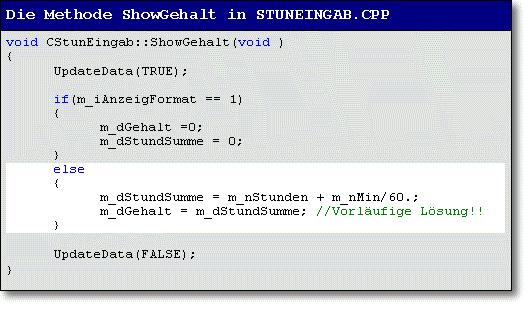 Die Methode ShowGehalt in STUNEINGAB.CPP
void CStunEingab::ShowGehalt(void )
{
UpdateData(TRUE);
if(m_iAnzeigFormat == 1)
{
m_dGehalt =0;
m_dStundSumme = 0;
}
else
{
m_dStundSumme = m_nStunden + m_nMin/60.;
m_dGehalt = m_dStundSumme; //Vorläufige Lösung!!
}
UpdateData(FALSE);
}